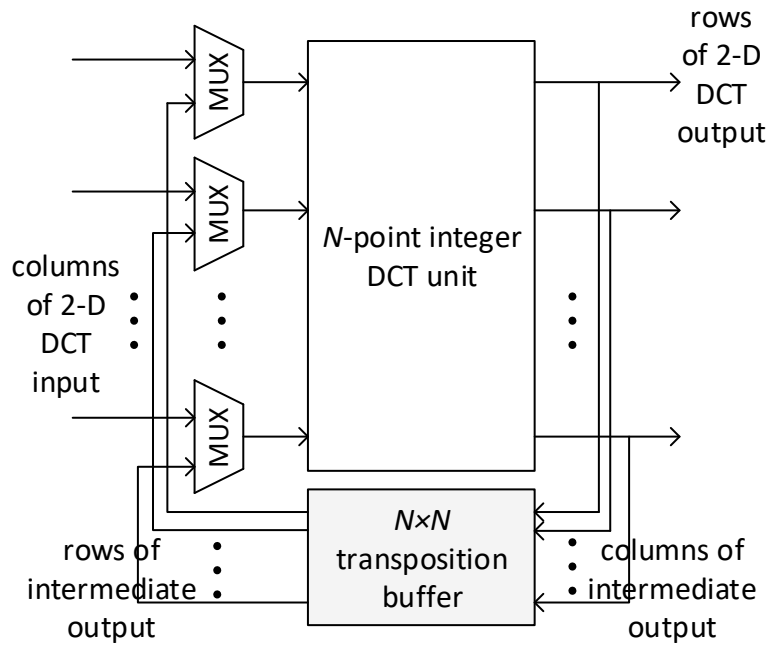 rows
of 2-D
DCT
output
MUX
MUX
MUX
N-point integer
DCT unit
columns
of 2-D
DCT
input
N×N
transposition
buffer
rows of
intermediate
output
columns of
intermediate
output